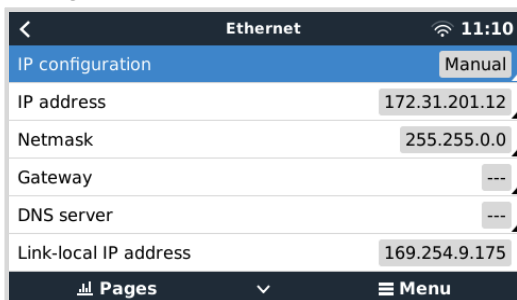 Ethernet 11:10
IP configuration Manual
IP address 172.31.201.12
Netmask 255.255.0.0
Gateway ---
DNS server ---
Link-local IP address 169.254.9.175
Pages Menu